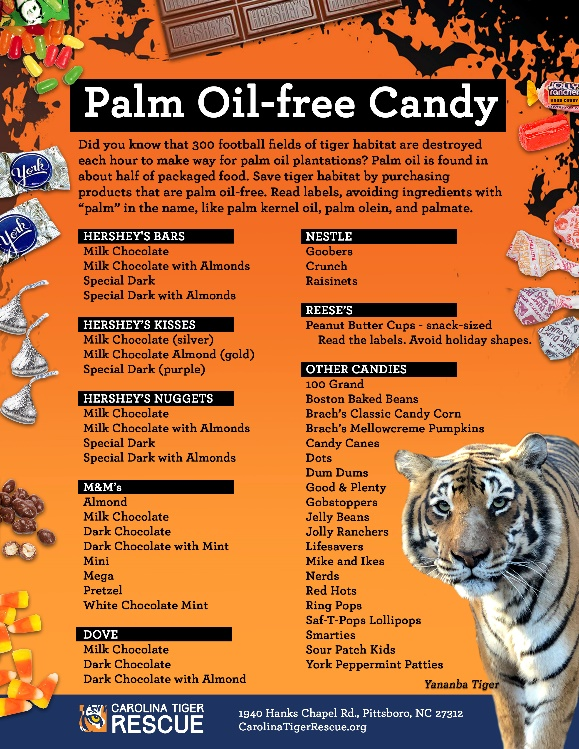 HERSHEY'S
JOLLY
RANCHER
York
York
Palm Oil-free Candy
Did you know that 300 football fields of tiger habitat are destroyed
each hour to make way for palm oil plantations? Palm oil is found in
about half of packaged food. Save tiger habitat by purchasing
products that are palm oil-free. Read labels, avoiding ingredients with
"palm" in the name, like palm kernel oil, palm olein, and palmate.
HERSHEY'S BARS
Milk Chocolate
Milk Chocolate with Almonds
Special Dark
Special Dark with Almonds
HERSHEY'S KISSES
Milk Chocolate (silver)
Milk Chocolate Almond (gold)
Special Dark (purple)
HERSHEY'S NUGGETS
Milk Chocolate
Milk Chocolate with Almonds
Special Dark
Special Dark with Almonds
M&M's
Almond
Milk Chocolate
Dark Chocolate
Dark Chocolate with Mint
Mini
Mega
Pretzel
White Chocolate Mint
DOVE
Milk Chocolate
Dark Chocolate
Dark Chocolate with Almond
NESTLE
Goobers
Crunch
Raisinets
REESE'S
Peanut Butter Cups - snack-sized
Read the labels. Avoid holiday shapes.
OTHER CANDIES
100 Grand
Boston Baked Beans
Brach's Classic Candy Corn
Brach's Mellowcreme Pumpkins
Candy Canes
Dots
Dum Dums
Good & Plenty
Gobstoppers
Jelly Beans
Jolly Ranchers
Lifesavers
Mike and Ikes
Nerds
Red Hots
Ring Pops
Saf-T-Pops Lollipops
Smarties
Sour Patch Kids
York Peppermint Patties
Yananba Tiger
CAROLINA TIGER
RESCUE
1940 Hanks Chapel Rd., Pittsboro, NC 27312
CarolinaTigerRescue.org